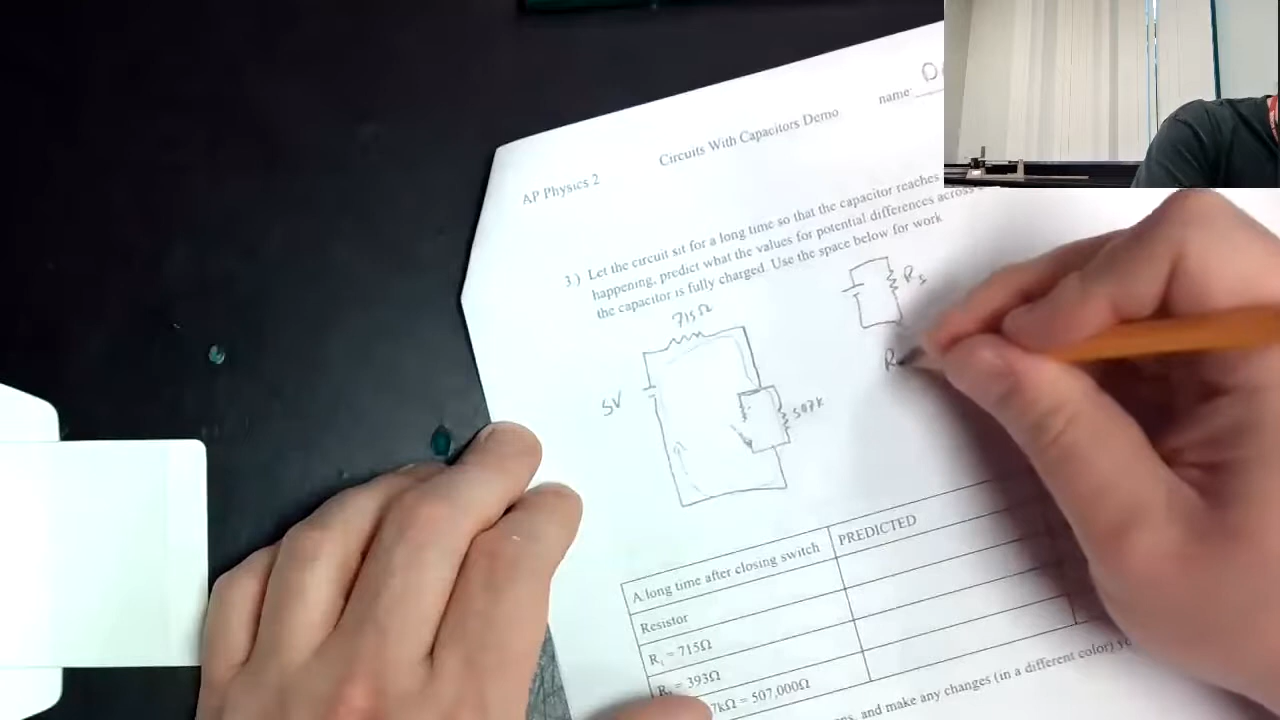 name: D
Circuits With Capacitors Demo
AP Physics 2
3.) Let the circuit sit for a long time so that the capacitor reaches
happening, predict what the values for potential differences across
the capacitor is fully charged. Use the space below for work
715Ω
Rs
R
5V
507k
A long time after closing switch PREDICTED
Resistor
R₁ = 715Ω
= 393Ω
7kΩ = 507,000Ω
ns, and make any changes (in a different color) yo